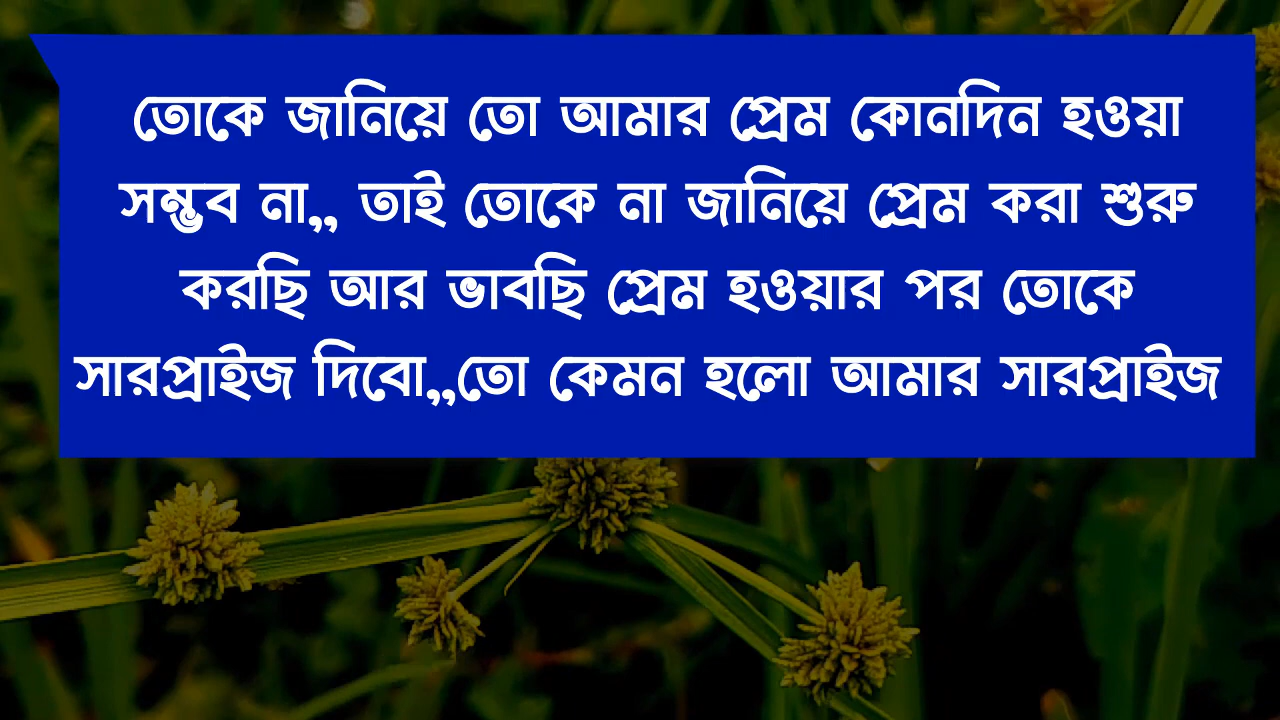 তোকে জানিয়ে তো আমার প্রেম কোনদিন হওয়া
সম্ভব না,, তাই তোকে না জানিয়ে প্রেম করা শুরু
করছি আর ভাবছি প্রেম হওয়ার পর তোকে
সারপ্রাইজ দিবো,,তো কেমন হলো আমার সারপ্রাইজ